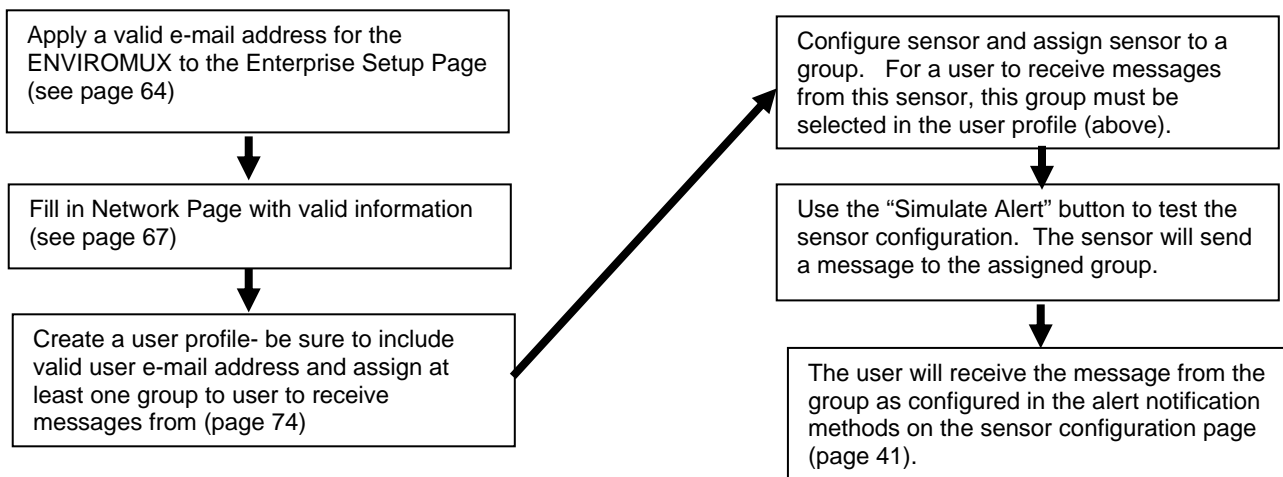 Apply a valid e-mail address for the
ENVIROMUX to the Enterprise Setup Page
(see page 64)
Fill in Network Page with valid information
(see page 67)
Create a user profile- be sure to include
valid user e-mail address and assign at
least one group to user to receive
messages from (page 74)
Configure sensor and assign sensor to a
group. For a user to receive messages
from this sensor, this group must be
selected in the user profile (above).
Use the “Simulate Alert” button to test the
sensor configuration. The sensor will send
a message to the assigned group.
The user will receive the message from the
group as configured in the alert notification
methods on the sensor configuration page
(page 41).